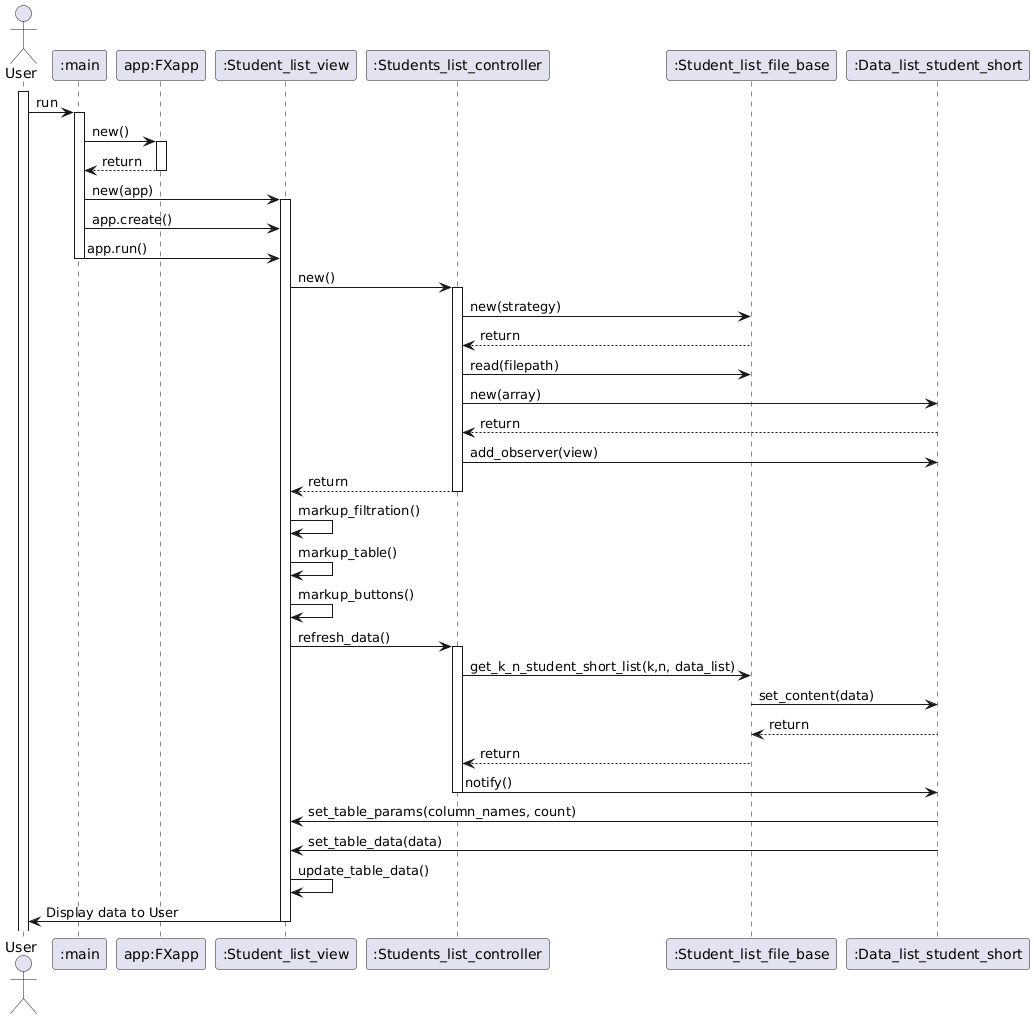 User
:main
app:FXapp
:Student_list_view
:Students_list_controller
:Student_list_file_base
:Data_list_student_short
run
new()
return
new(app)
app.create()
app.run()
new()
new(strategy)
return
read(filepath)
new(array)
return
add_observer(view)
return
markup_filtration()
markup_table()
markup_buttons()
refresh_data()
get_k_n_student_short_list(k,n, data_list)
set_content(data)
return
return
notify()
set_table_params(column_names, count)
set_table_data(data)
update_table_data()
Display data to User
User
:main
app:FXapp
:Student_list_view
:Students_list_controller
:Student_list_file_base
:Data_list_student_short